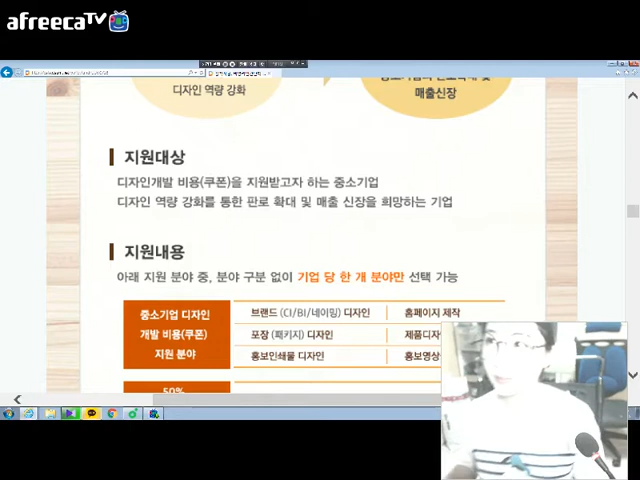 afreecaTV
디자인 역량 강화
매출신장
지원대상
디자인개발 비용(쿠폰)을 지원받고자 하는 중소기업
디자인 역량 강화를 통한 판로 확대 및 매출 신장을 희망하는 기업
지원내용
아래 지원 분야 중, 분야 구분 없이 기업 당 한 개 분야만 선택 가능
중소기업 디자인
개발 비용(쿠폰)
지원 분야
브랜드 (CI/BI/네이밍) 디자인
홈페이지 제작
포장 (패키지) 디자인
제품디자
홍보인쇄물 디자인
홍보영상
50%